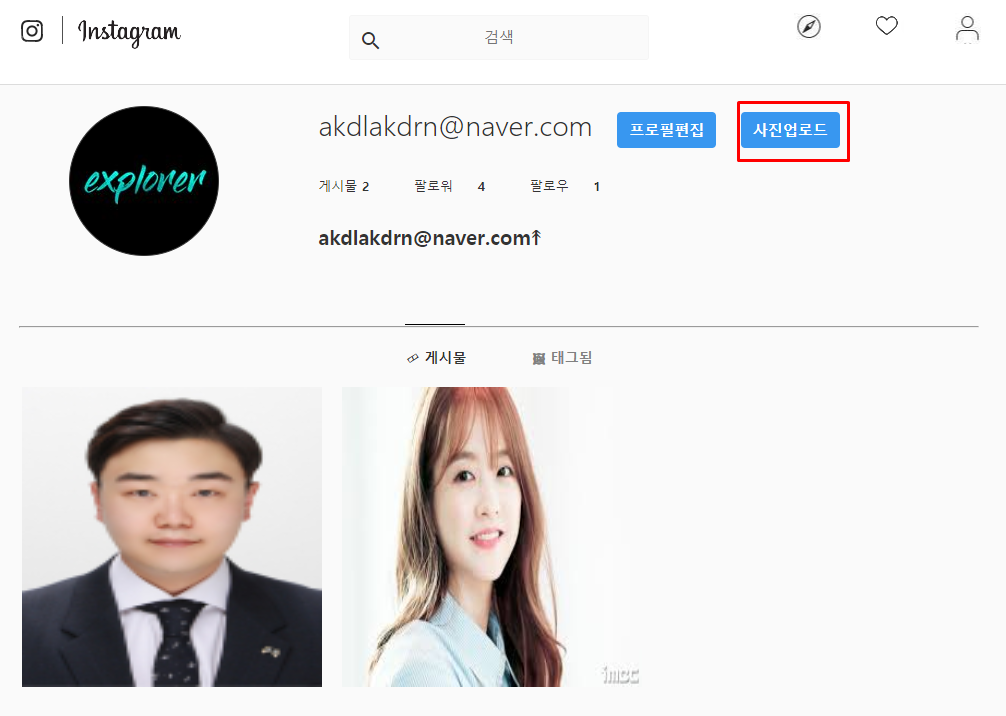 Instagram
검색
explorer
akdlakdrn@naver.com 프로필편집 사진업로드
게시물 2 팔로워 4 팔로우 1
akdlakdrn@naver.com↟
게시물 태그됨
imbc